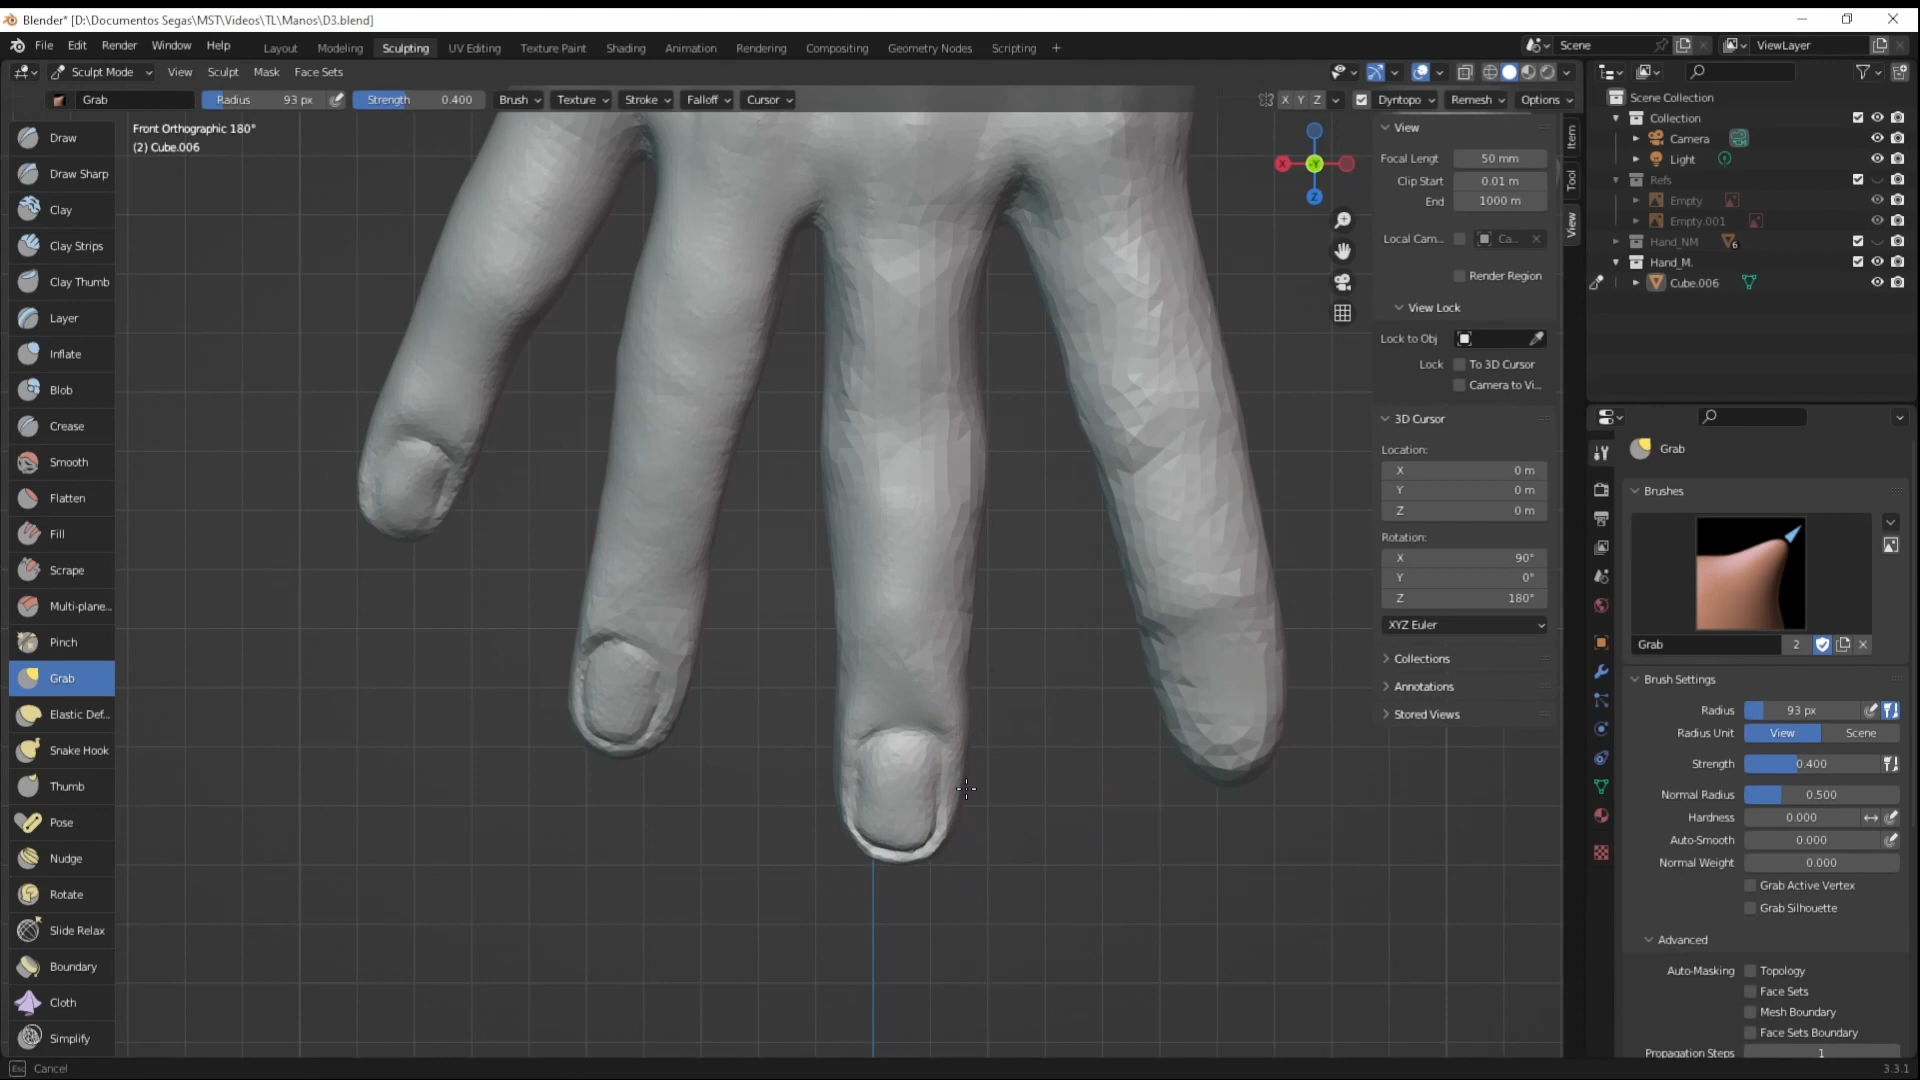 Blender* [D:\Documentos Segas\MST\Videos\TL\Manos\D3.blend]
File Edit Render Window Help Layout Modeling Sculpting UV Editing Texture Paint Shading Animation Rendering Compositing Geometry Nodes Scripting + Scene ViewLayer
Sculpt Mode View Sculpt Mask Face Sets
Grab Radius 93 px Strength 0.400 Brush Texture Stroke Falloff Cursor X Y Z Dyntopo Remesh Options
Front Orthographic 180°
(2) Cube.006
Draw
Draw Sharp
Clay
Clay Strips
Clay Thumb
Layer
Inflate
Blob
Crease
Smooth
Flatten
Fill
Scrape
Multi-plane...
Pinch
Grab
Elastic Def...
Snake Hook
Thumb
Pose
Nudge
Rotate
Slide Relax
Boundary
Cloth
Simplify
X
-Y
Z
View
Focal Lengt 50 mm
Clip Start 0.01 m
End 1000 m
Local Cam... Ca...
Render Region
View Lock
Lock to Obj
Lock To 3D Cursor
Camera to Vi...
3D Cursor
Location:
X 0 m
Y 0 m
Z 0 m
Rotation:
X 90°
Y 0°
Z 180°
XYZ Euler
Collections
Annotations
Stored Views
Item
Tool
View
Scene Collection
Collection
Camera
Light
Refs
Empty
Empty.001
Hand_NM 6
Hand_M.
Cube.006
Grab
Brushes
Grab 2
Brush Settings
Radius 93 px
Radius Unit View Scene
Strength 0.400
Normal Radius 0.500
Hardness 0.000
Auto-Smooth 0.000
Normal Weight 0.000
Grab Active Vertex
Grab Silhouette
Advanced
Auto-Masking Topology
Face Sets
Mesh Boundary
Face Sets Boundary
Propagation Steps 1
Esc Cancel
3.3.1